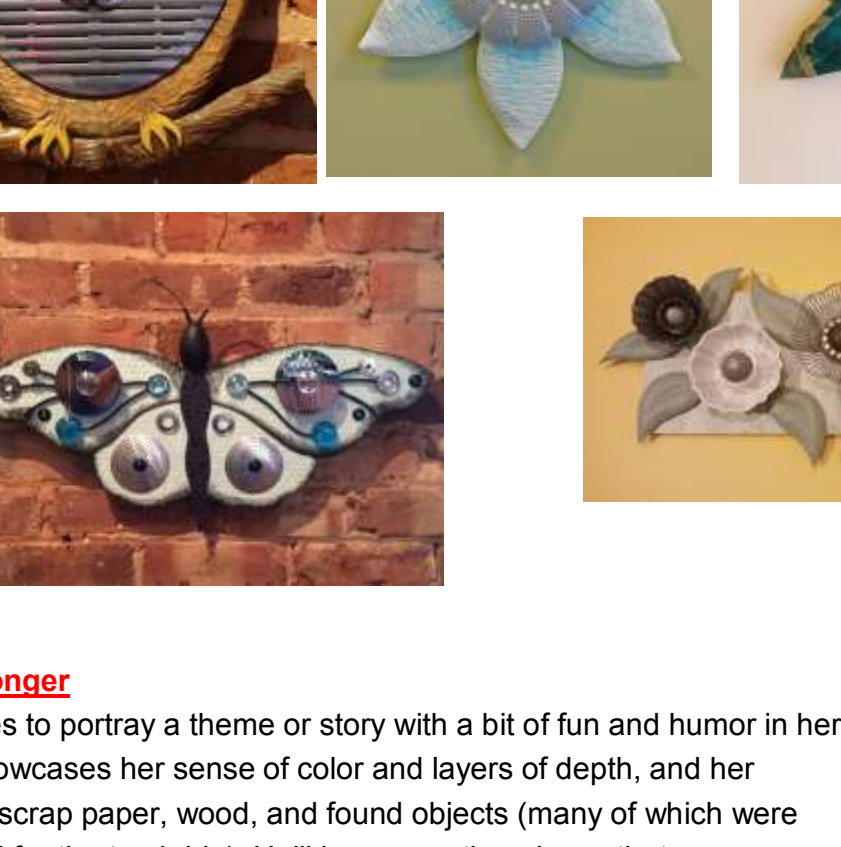 onger
es to portray a theme or story with a bit of fun and humor in her
owcases her sense of color and layers of depth, and her
scrap paper, wood, and found objects (many of which were